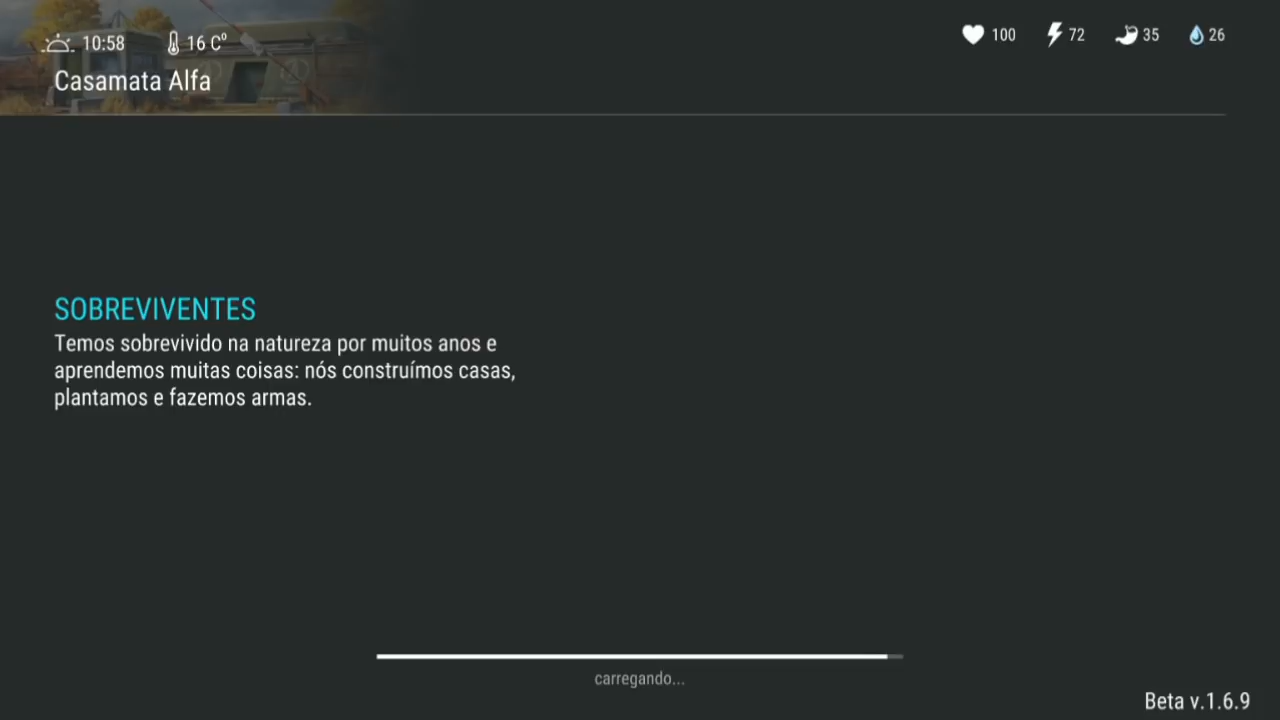 10:58 16 Cº
100 72 35 26
Casamata Alfa
SOBREVIVENTES
Temos sobrevivido na natureza por muitos anos e
aprendemos muitas coisas: nós construímos casas,
plantamos e fazemos armas.
carregando...
Beta v.1.6.9